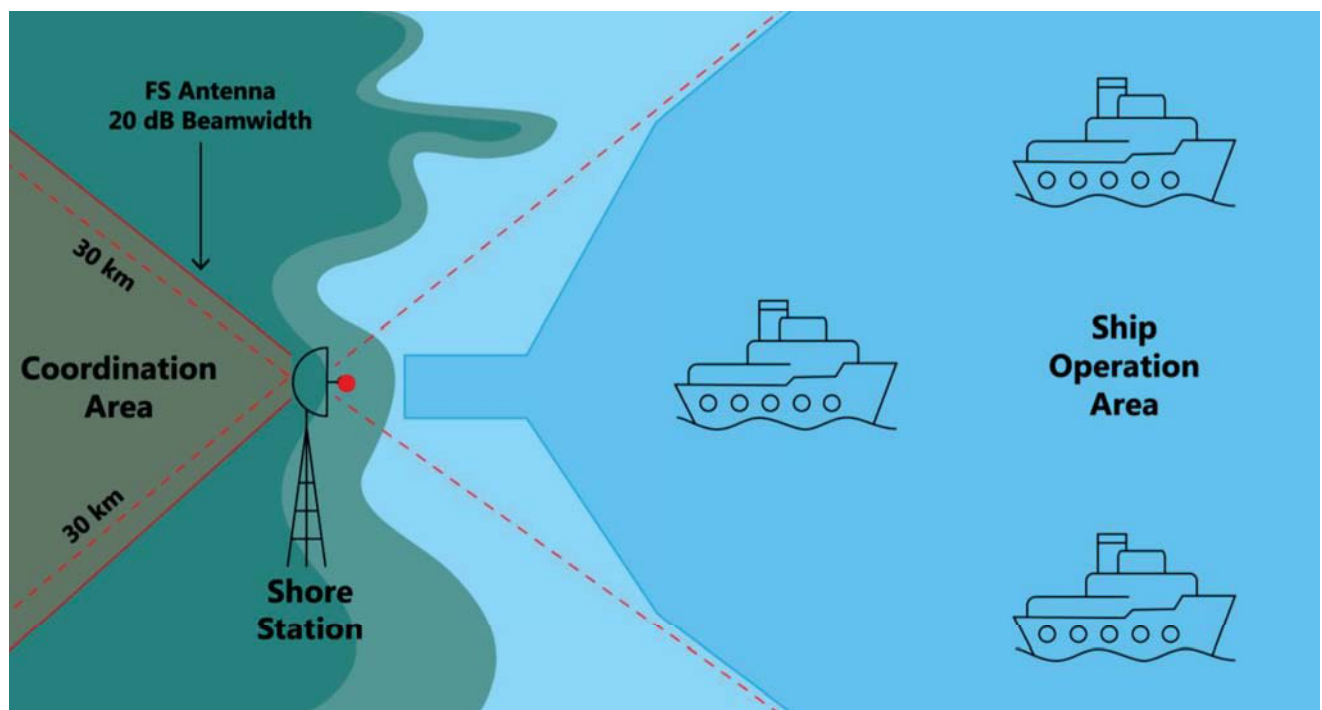 FS Antenna
20 dB Beamwidth
30 km
Coordination
Area
30 km
Shore
Station
Ship
Operation
Area